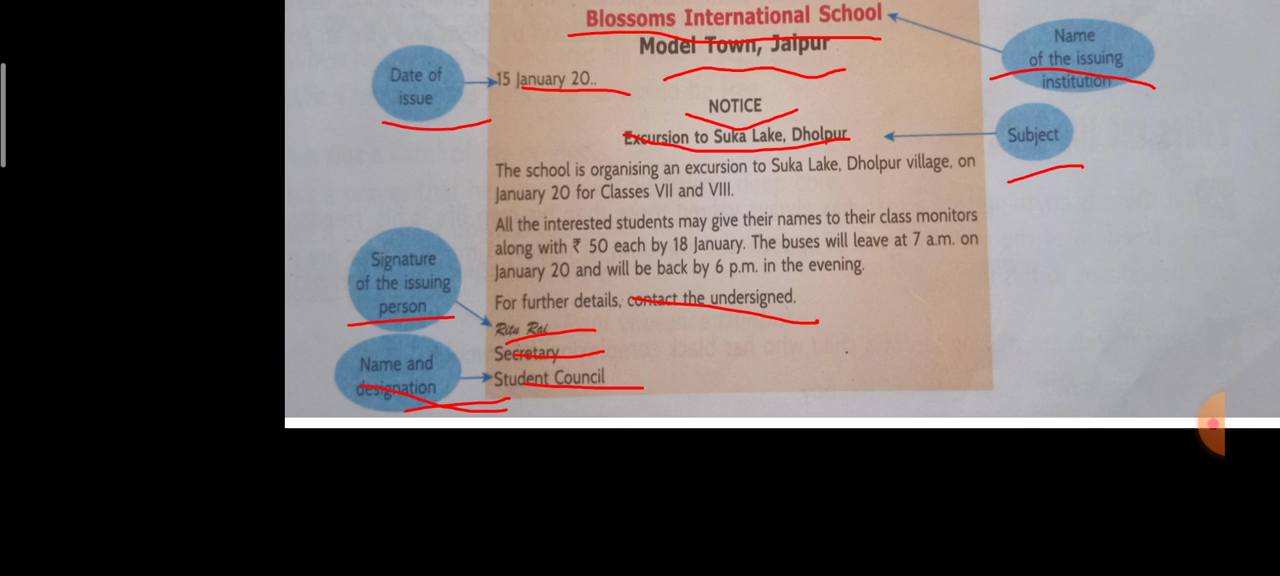 Blossoms International School
Model Town, Jaipur
Name
of the issuing
institution
Date of
issue
15 January 20..
NOTICE
Excursion to Suka Lake, Dholpur
Subject
The school is organising an excursion to Suka Lake, Dholpur village, on
January 20 for Classes VII and VIII.
All the interested students may give their names to their class monitors
along with ₹ 50 each by 18 January. The buses will leave at 7 a.m. on
January 20 and will be back by 6 p.m. in the evening.
Signature
of the issuing
person
For further details, contact the undersigned.
Ritu Rai
Secretary
Student Council
Name and
designation